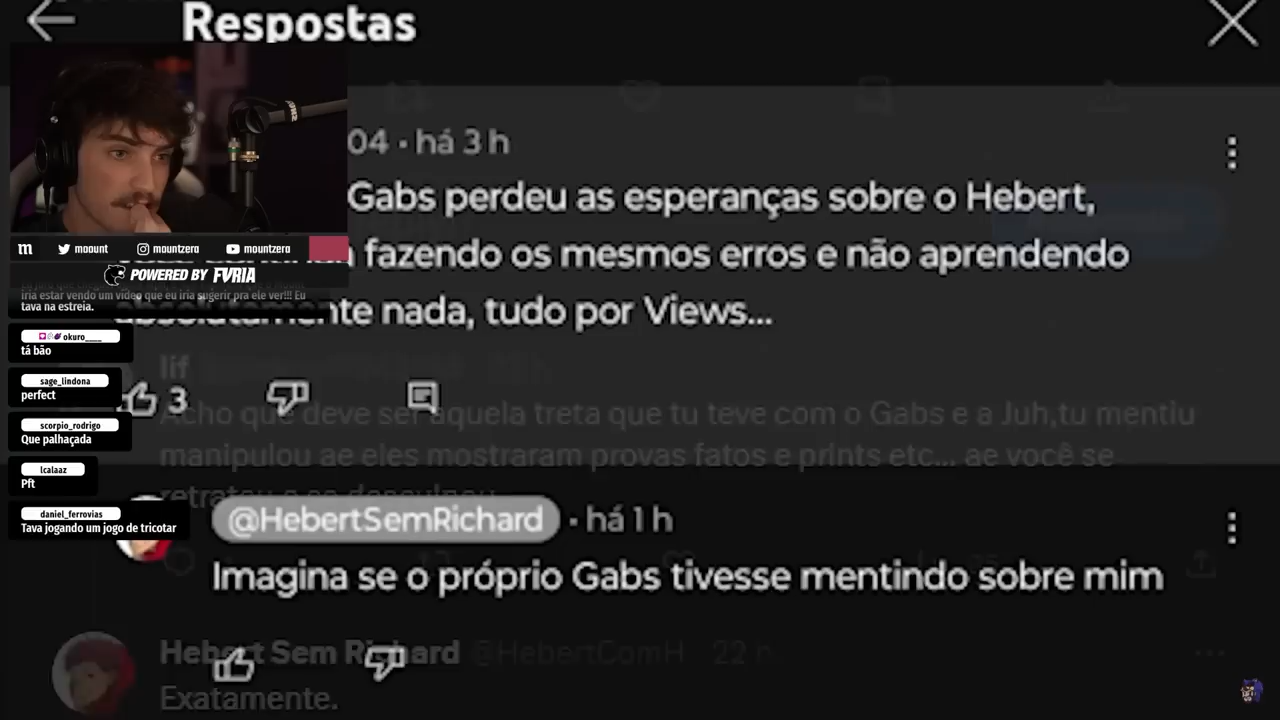 Respostas
04 • há 3 h
Gabs perdeu as esperanças sobre o Hebert,
fazendo os mesmos erros e não aprendendo
nada, tudo por Views...
3
m moount mountzera mountzera
POWERED BY FVRIA
iria estar vendo um video que eu iria sugerir pra ele ver!!! Eu
tava na estreia.
okuro____
tá bão
sage_lindona
perfect
scorpio_rodrigo
Que palhaçada
lcalaaz
Pft
daniel_ferrovias
Tava jogando um jogo de tricotar
lif
Acho que deve ser aquela treta que tu teve com o Gabs e a Juh,tu mentiu
manipulou ae eles mostraram provas fatos e prints etc... ae você se
retratou e se desculpou
@HebertSemRichard • há 1 h
Imagina se o próprio Gabs tivesse mentindo sobre mim
Hebert Sem Richard @HebertComH 22
Exatamente.